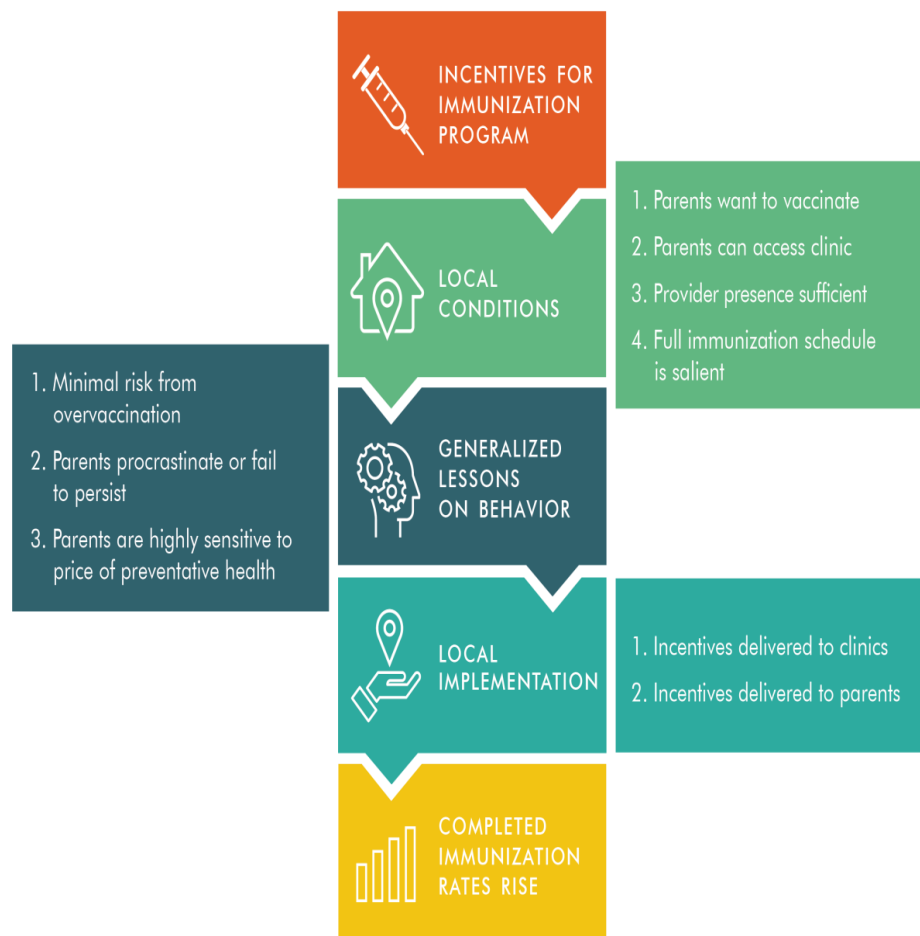 INCENTIVES FOR
IMMUNIZATION
PROGRAM
LOCAL
CONDITIONS
1. Parents want to vaccinate
2. Parents can access clinic
3. Provider presence sufficient
4. Full immunization schedule
is salient
GENERALIZED
LESSONS
ON BEHAVIOR
1. Minimal risk from
overvaccination
2. Parents procrastinate or fail
to persist
3. Parents are highly sensitive to
price of preventative health
LOCAL
IMPLEMENTATION
1. Incentives delivered to clinics
2. Incentives delivered to parents
COMPLETED
IMMUNIZATION
RATES RISE